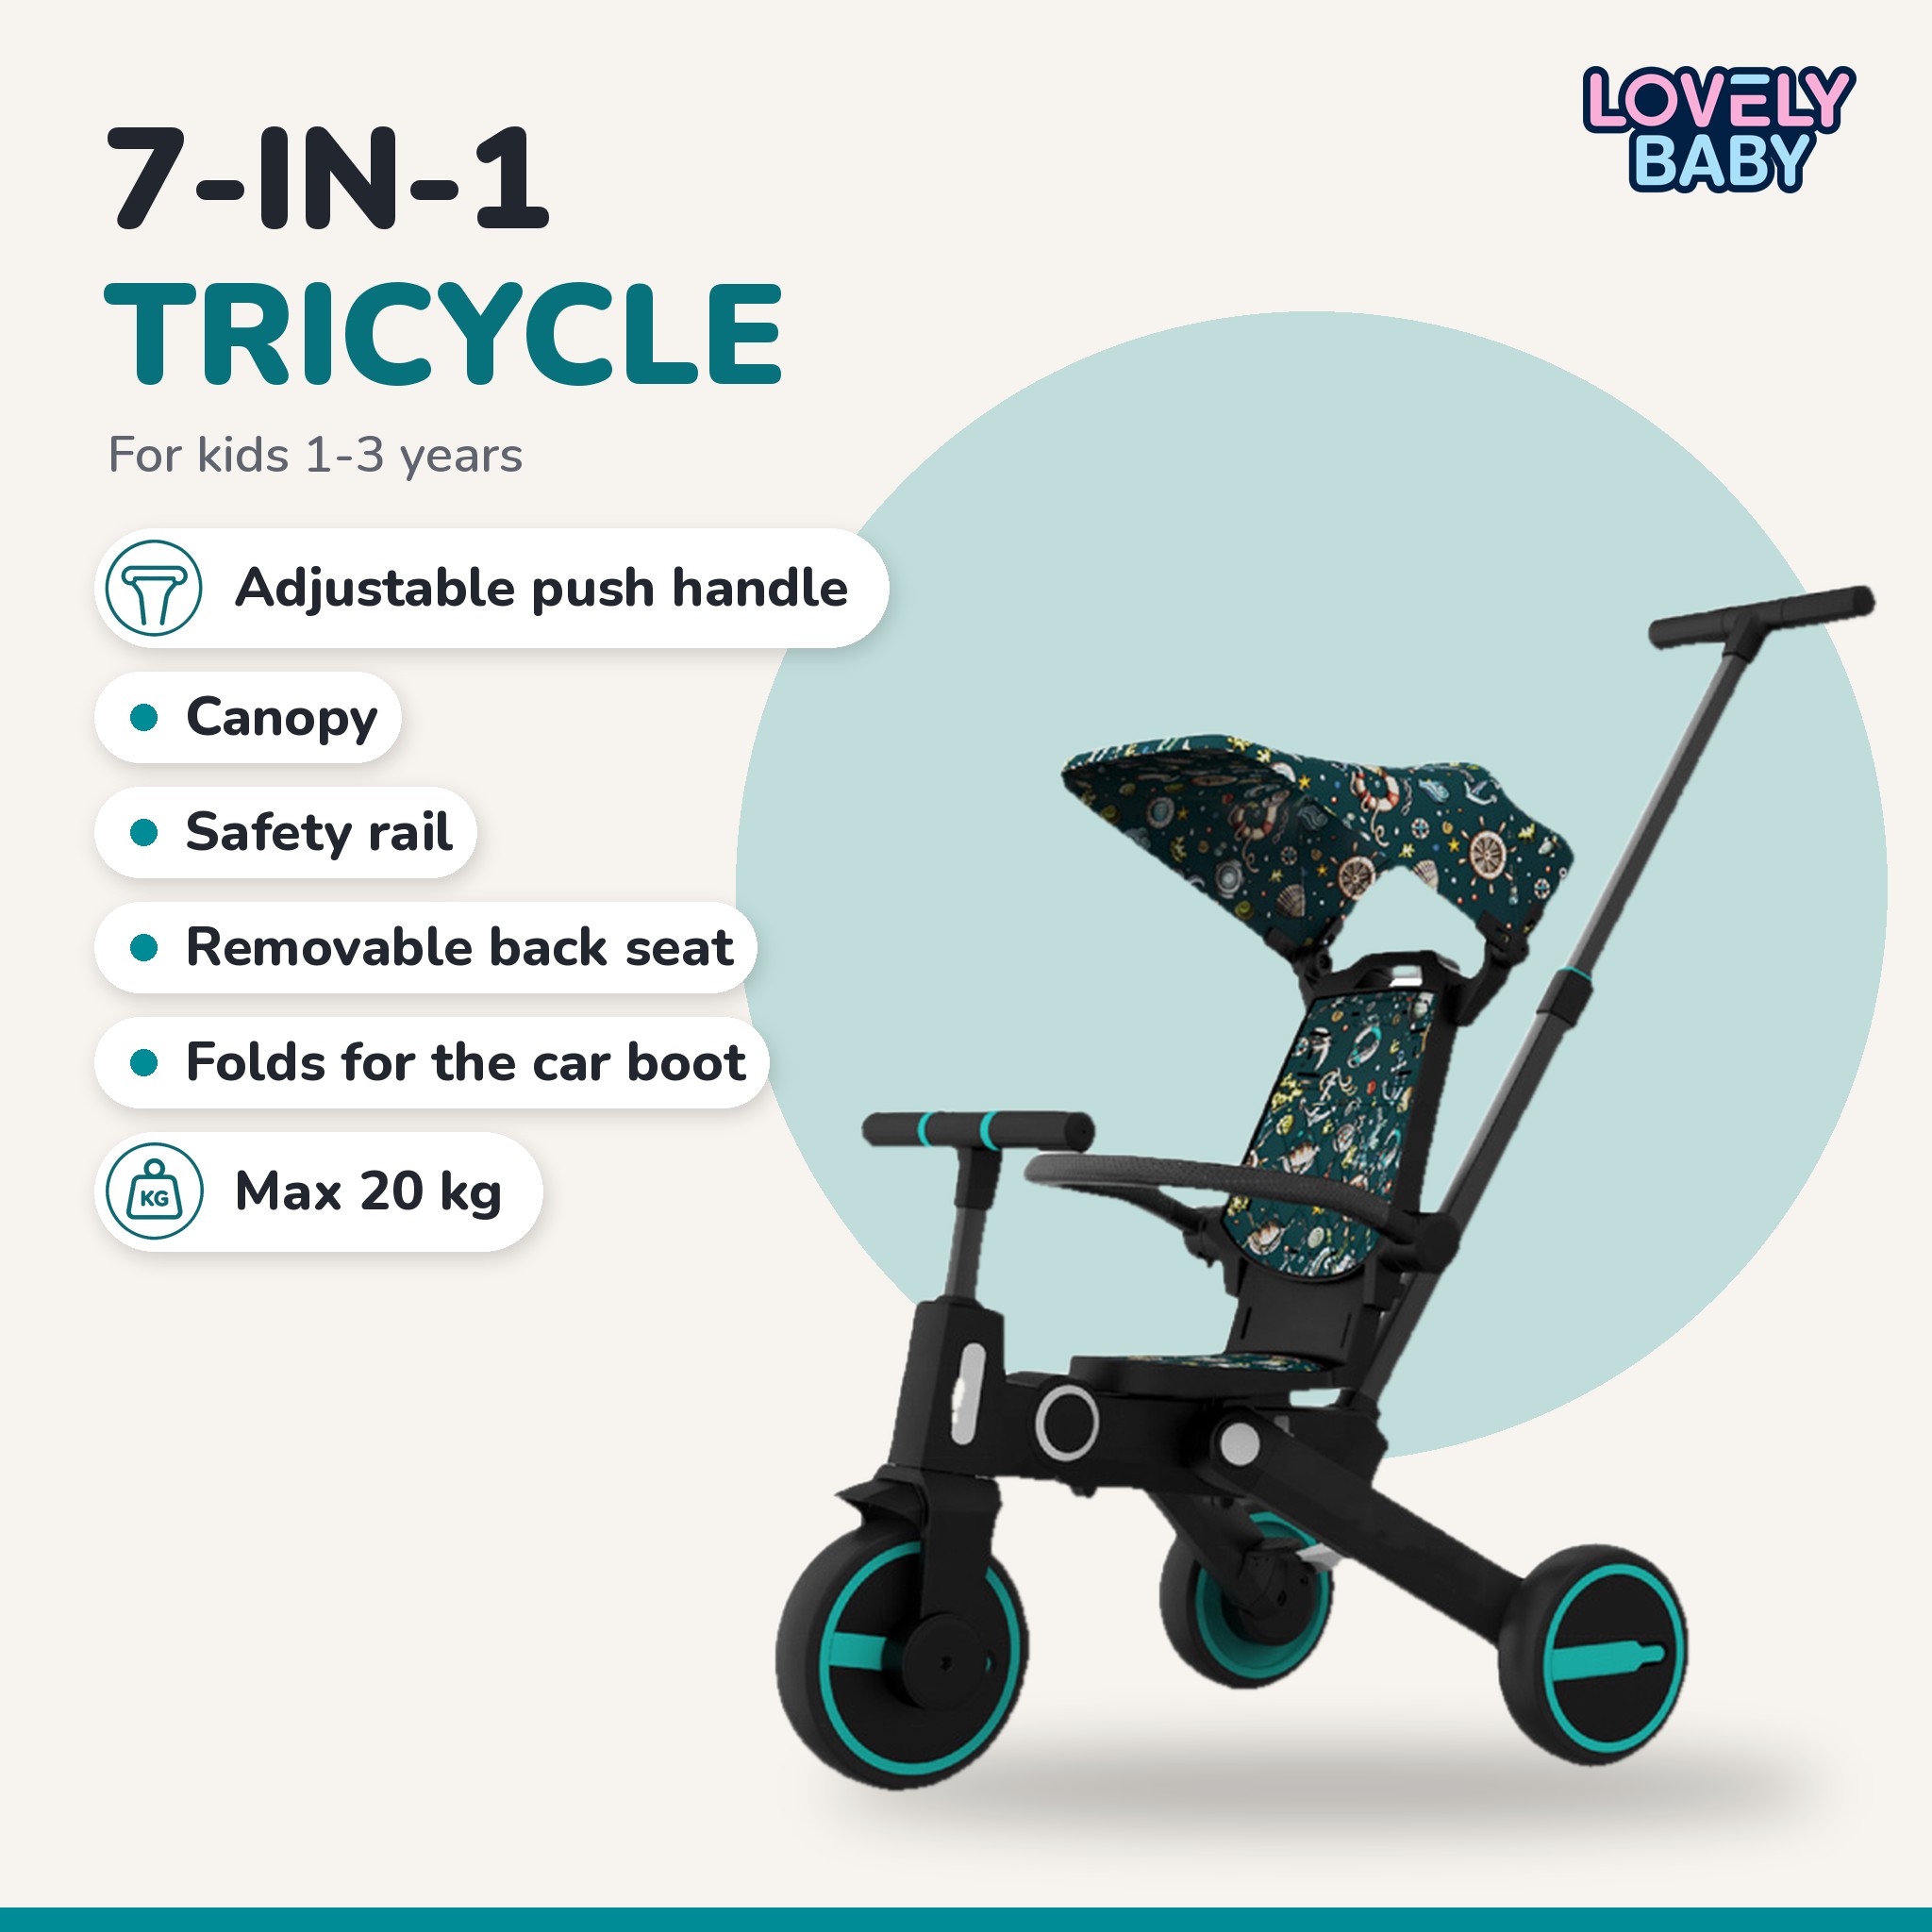 LOVELY
BABY
7-IN-1
TRICYCLE
For kids 1-3 years
Adjustable push handle
Canopy
Safety rail
Removable back seat
Folds for the car boot
KG
Max 20 kg